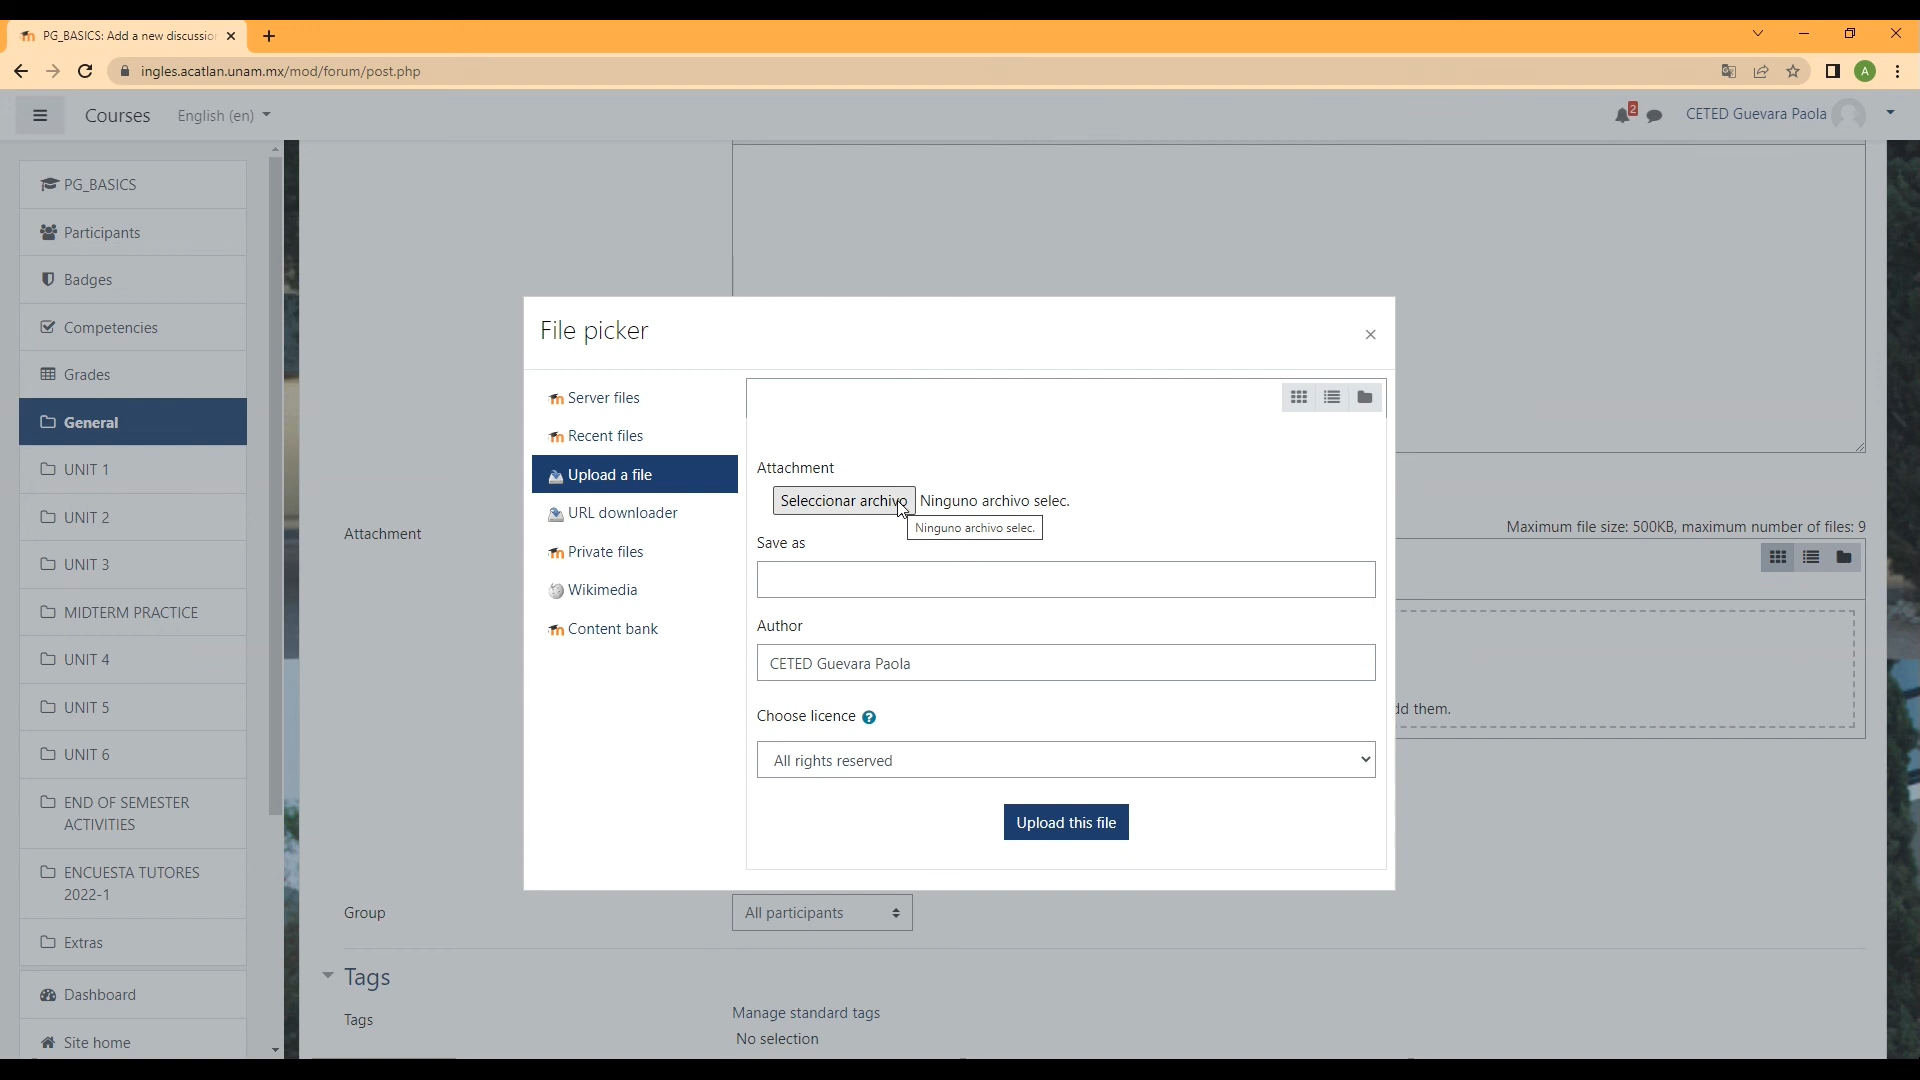 PG_BASICS: Add a new discussion
ingles.acatlan.unam.mx/mod/forum/post.php
A
Courses
English (en)
2
CETED Guevara Paola
PG_BASICS
Participants
Badges
Competencies
Grades
General
UNIT 1
UNIT 2
UNIT 3
MIDTERM PRACTICE
UNIT 4
UNIT 5
UNIT 6
END OF SEMESTER
ACTIVITIES
ENCUESTA TUTORES
2022-1
Extras
Dashboard
Site home
File picker
Server files
Recent files
Upload a file
URL downloader
Private files
Wikimedia
Content bank
Attachment
Seleccionar archivo Ninguno archivo selec.
Ninguno archivo selec.
Save as
Author
CETED Guevara Paola
Choose licence
All rights reserved
Upload this file
Attachment
Maximum file size: 500KB, maximum number of files: 9
dd them.
Group
All participants
Tags
Tags
Manage standard tags
No selection